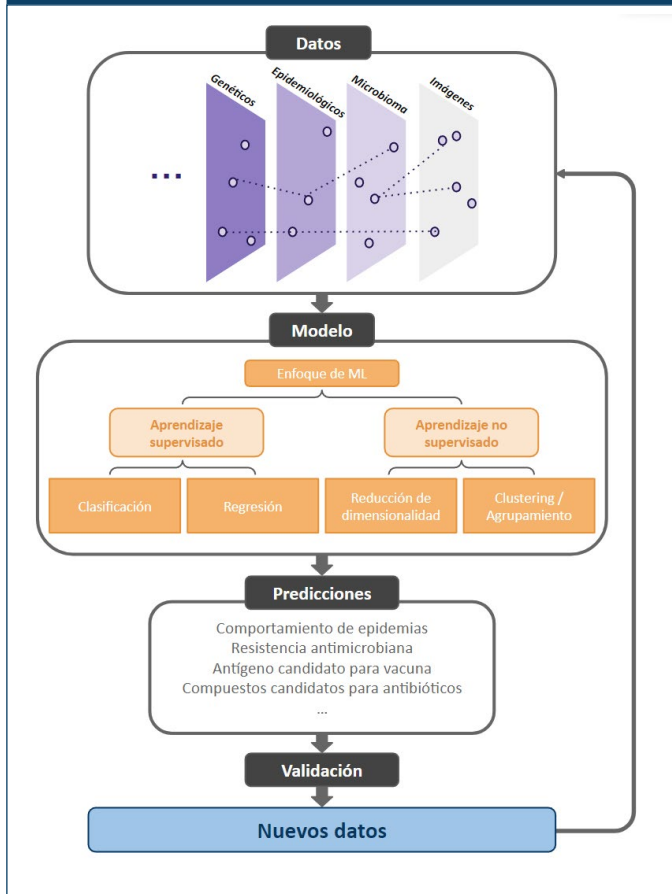 Datos
Genéticos
Epidemiológicos
Microbioma
Imágenes
...
Modelo
Enfoque de ML
Aprendizaje
supervisado
Aprendizaje no
supervisado
Clasificación
Regresión
Reducción de
dimensionalidad
Clustering /
Agrupamiento
Predicciones
Comportamiento de epidemias
Resistencia antimicrobiana
Antígeno candidato para vacuna
Compuestos candidatos para antibióticos
...
Validación
Nuevos datos